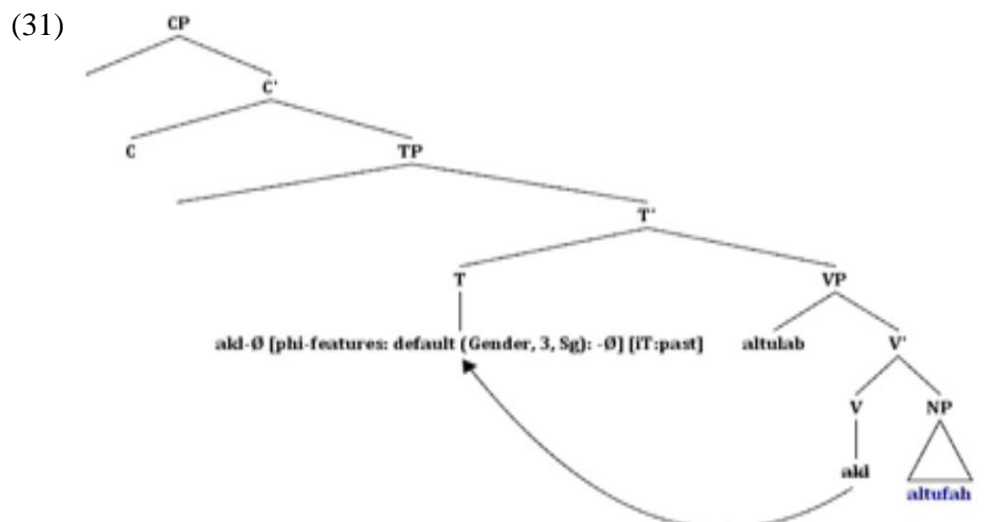 (31)
CP
C'
C
TP
T'
T
VP
akl-Ø [phi-features: default (Gender, 3, Sg): -Ø] [iT:past]
altulab
V'
V
NP
akl
altufah